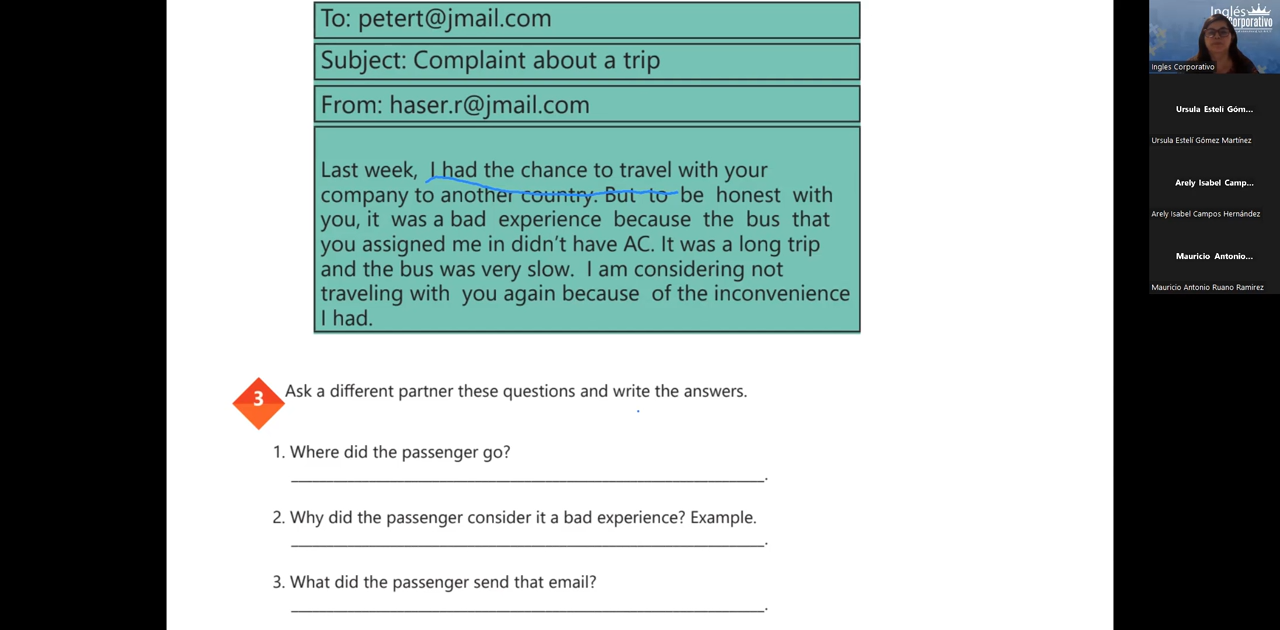 To: petert@jmail.com
Subject: Complaint about a trip
From: haser.r@jmail.com
Last week, I had the chance to travel with your
company to another country. But to be honest with
you, it was a bad experience because the bus that
you assigned me in didn't have AC. It was a long trip
and the bus was very slow. I am considering not
traveling with you again because of the inconvenience
I had.
3
Ask a different partner these questions and write the answers.
1. Where did the passenger go?
2. Why did the passenger consider it a bad experience? Example.
3. What did the passenger send that email?
Inglés
Corporativo
Ingles Corporativo
Ursula Estelí Góm...
Ursula Estelí Gómez Martínez
Arely Isabel Camp...
Arely Isabel Campos Hernández
Mauricio Antonio...
Mauricio Antonio Ruano Ramirez